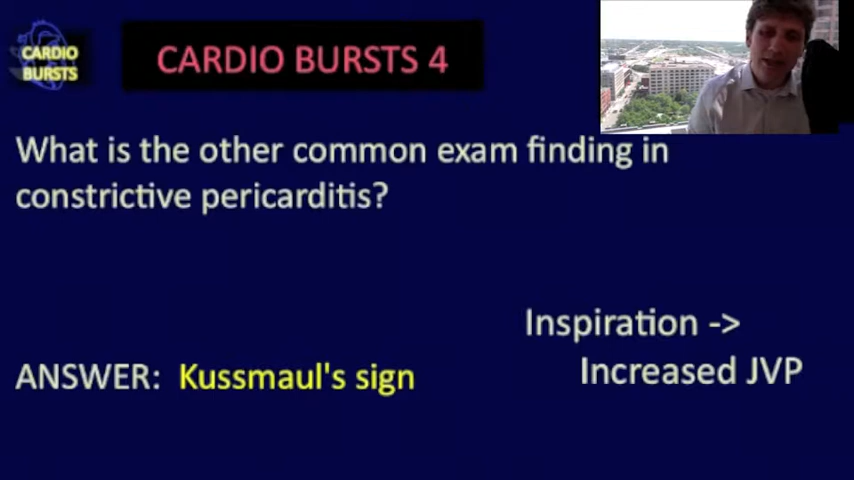 CARDIO
BURSTS
CARDIO BURSTS 4
What is the other common exam finding in
constrictive pericarditis?
Inspiration ->
Increased JVP
ANSWER: Kussmaul's sign